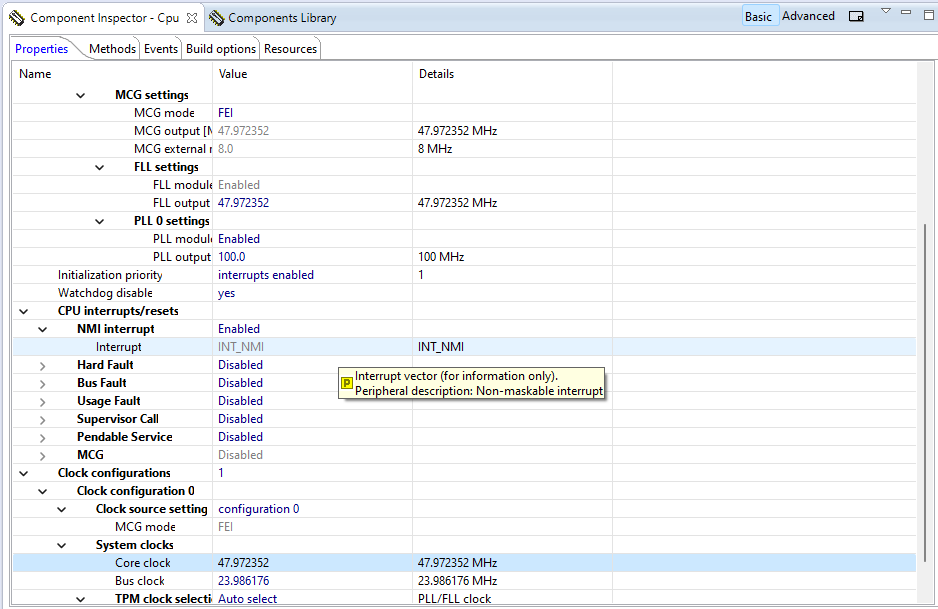 Component Inspector - Cpu Components Library Basic Advanced
Properties Methods Events Build options Resources
Name Value Details
MCG settings
MCG mode FEI
MCG output [M 47.972352 47.972352 MHz
MCG external r 8.0 8 MHz
FLL settings
FLL module Enabled
FLL output 47.972352 47.972352 MHz
PLL 0 settings
PLL module Enabled
PLL output 100.0 100 MHz
Initialization priority interrupts enabled 1
Watchdog disable yes
CPU interrupts/resets
NMI interrupt Enabled
Interrupt INT_NMI INT_NMI
Hard Fault Disabled
Interrupt vector (for information only).
Bus Fault Disabled
P Peripheral description: Non-maskable interrupt
Usage Fault Disabled
Supervisor Call Disabled
Pendable Service Disabled
MCG Disabled
Clock configurations 1
Clock configuration 0
Clock source setting configuration 0
MCG mode FEI
System clocks
Core clock 47.972352 47.972352 MHz
Bus clock 23.986176 23.986176 MHz
TPM clock selecti Auto select PLL/FLL clock